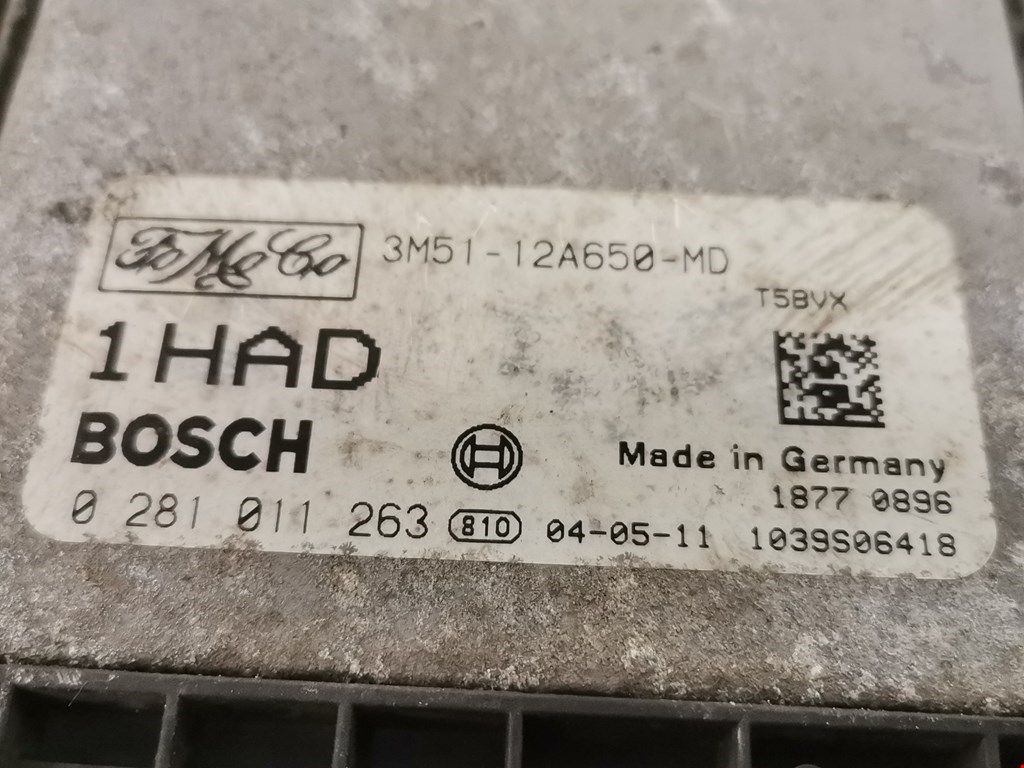 FoMoCo 3M51-12A650-MD
T5BVX
1HAD
BOSCH
Made in Germany
1877 0896
0 281 011 263 810 04-05-11 1039S06418